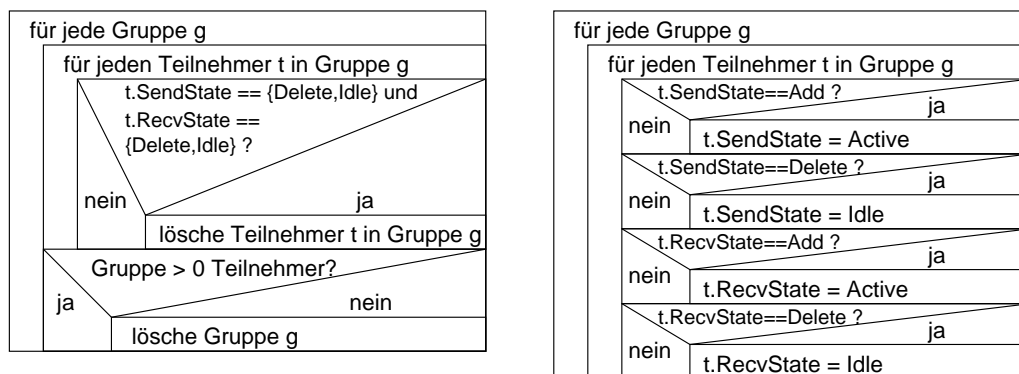 für jede Gruppe g
für jeden Teilnehmer t in Gruppe g
t.SendState == {Delete,Idle} und
t.RecvState ==
{Delete,Idle} ?
nein
ja
lösche Teilnehmer t in Gruppe g
Gruppe > 0 Teilnehmer?
ja
nein
lösche Gruppe g
für jede Gruppe g
für jeden Teilnehmer t in Gruppe g
t.SendState==Add ?
ja
nein
t.SendState = Active
t.SendState==Delete ?
ja
nein
t.SendState = Idle
t.RecvState==Add ?
ja
nein
t.RecvState = Active
t.RecvState==Delete ?
ja
nein
t.RecvState = Idle